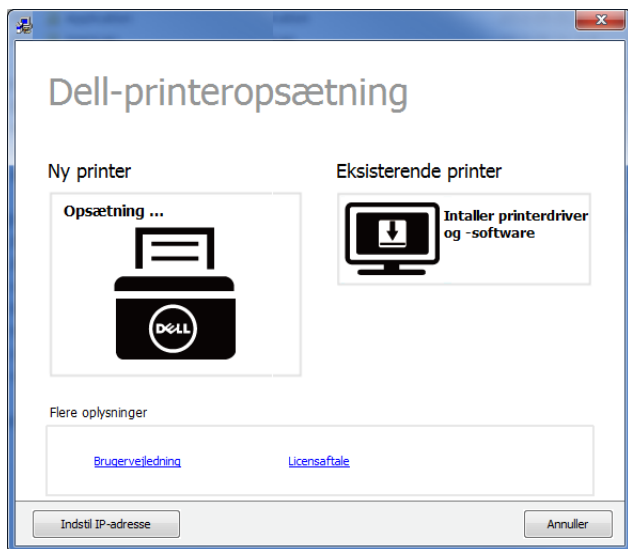 Dell-printeropsætning
Ny printer
Opsætning ...
DELL
Eksisterende printer
Intaller printerdriver
og -software
Flere oplysninger
Brugervejledning
Licensaftale
Indstil IP-adresse
Annuller